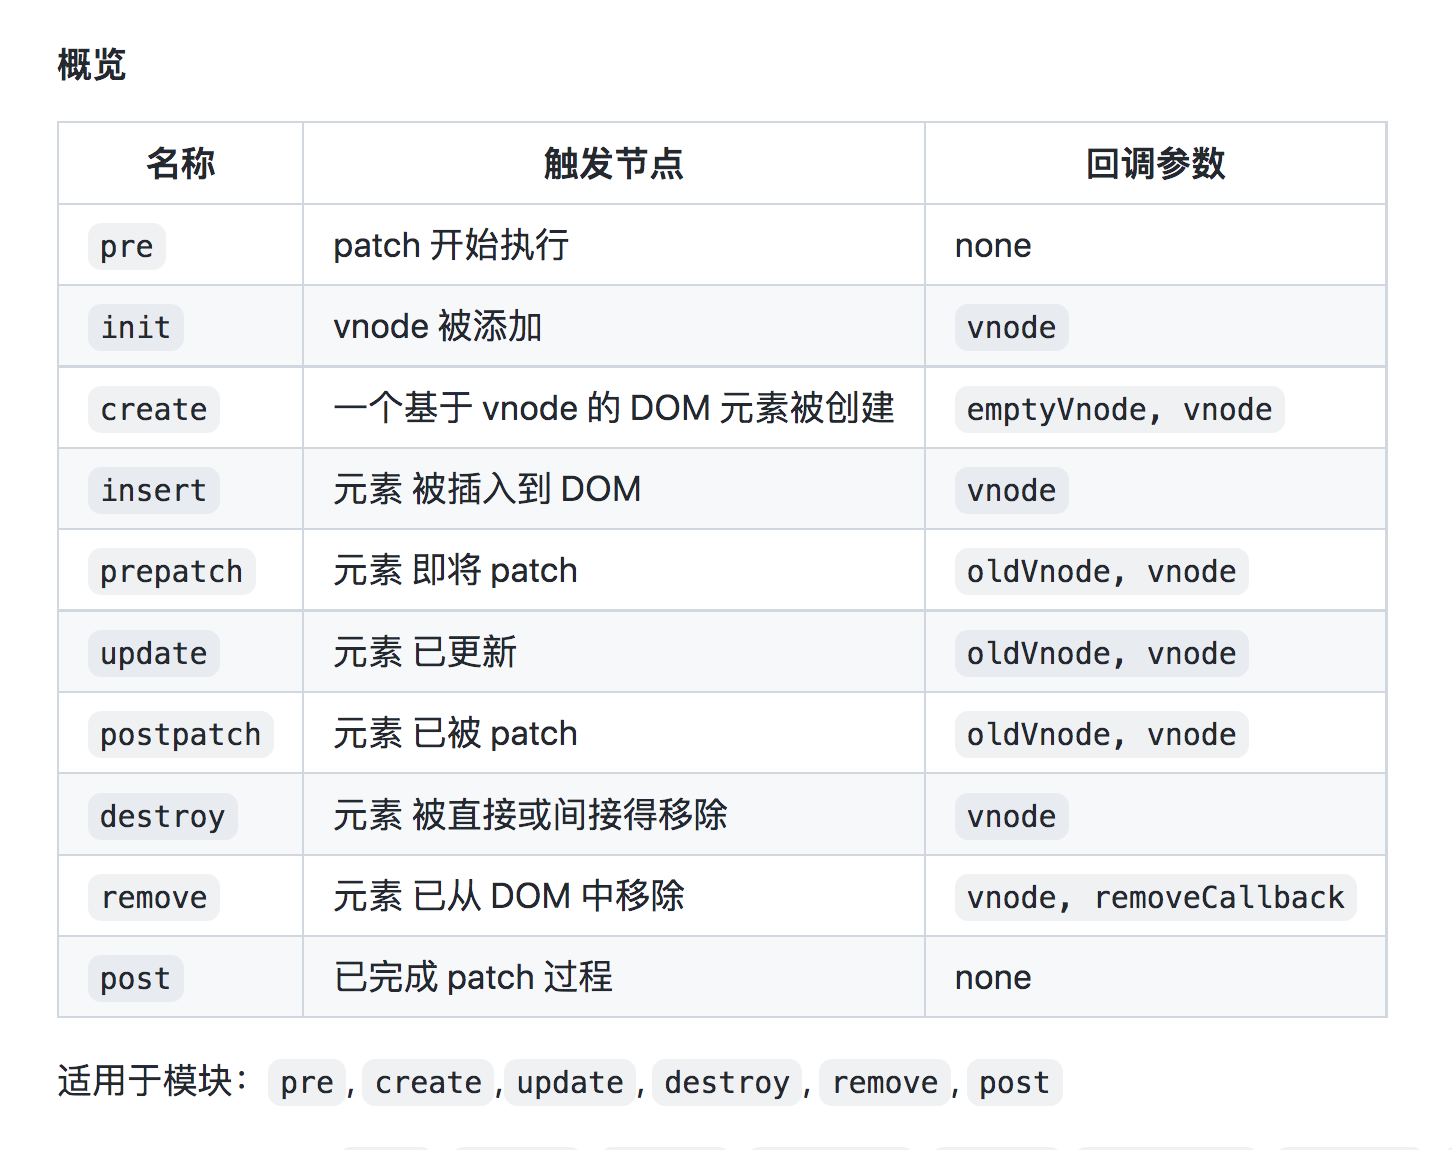 概览
名称 触发节点 回调参数
pre patch 开始执行 none
init vnode 被添加 vnode
create 一个基于 vnode 的 DOM 元素被创建 emptyVnode, vnode
insert 元素 被插入到 DOM vnode
prepatch 元素 即将 patch oldVnode, vnode
update 元素 已更新 oldVnode, vnode
postpatch 元素 已被 patch oldVnode, vnode
destroy 元素 被直接或间接得移除 vnode
remove 元素 已从 DOM 中移除 vnode, removeCallback
post 已完成 patch 过程 none
适用于模块： pre, create,update, destroy, remove, post